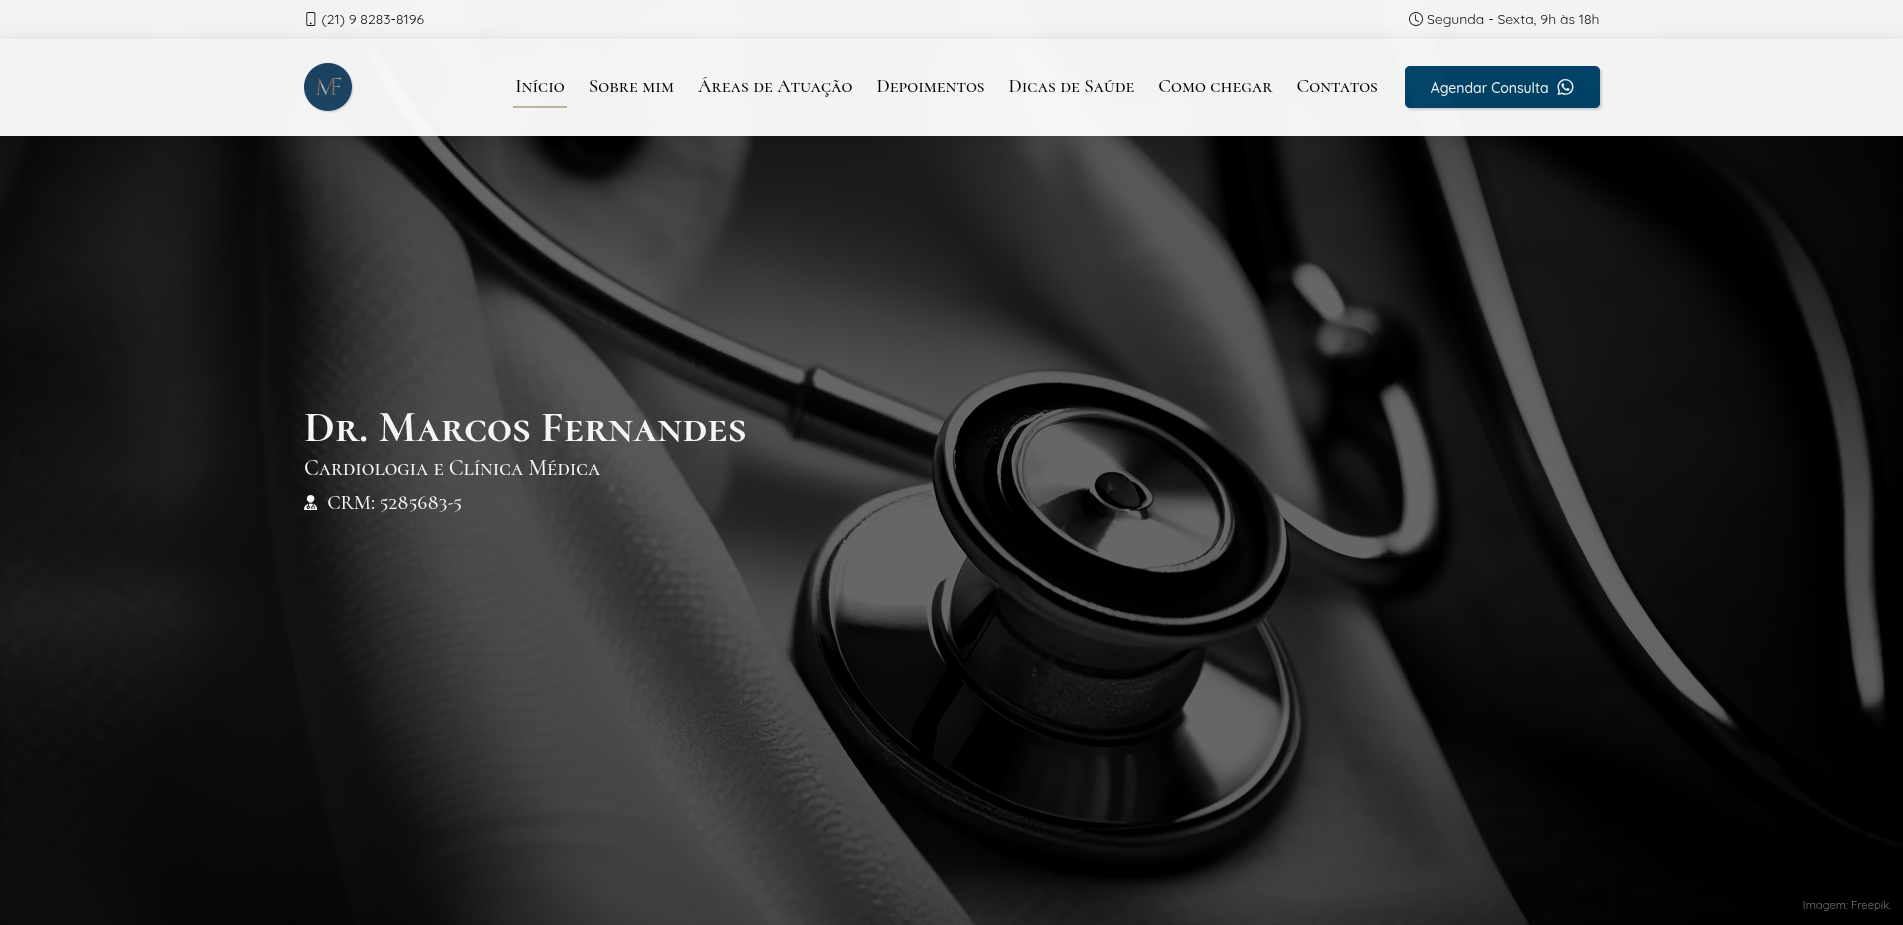 (21) 9 8283-8196
Segunda - Sexta, 9h às 18h
MF
Início
Sobre mim
Áreas de Atuação
Depoimentos
Dicas de Saúde
Como chegar
Contatos
Agendar Consulta
Dr. Marcos Fernandes
Cardiologia e Clínica Médica
CRM: 5285683-5
Imagem: Freepik.